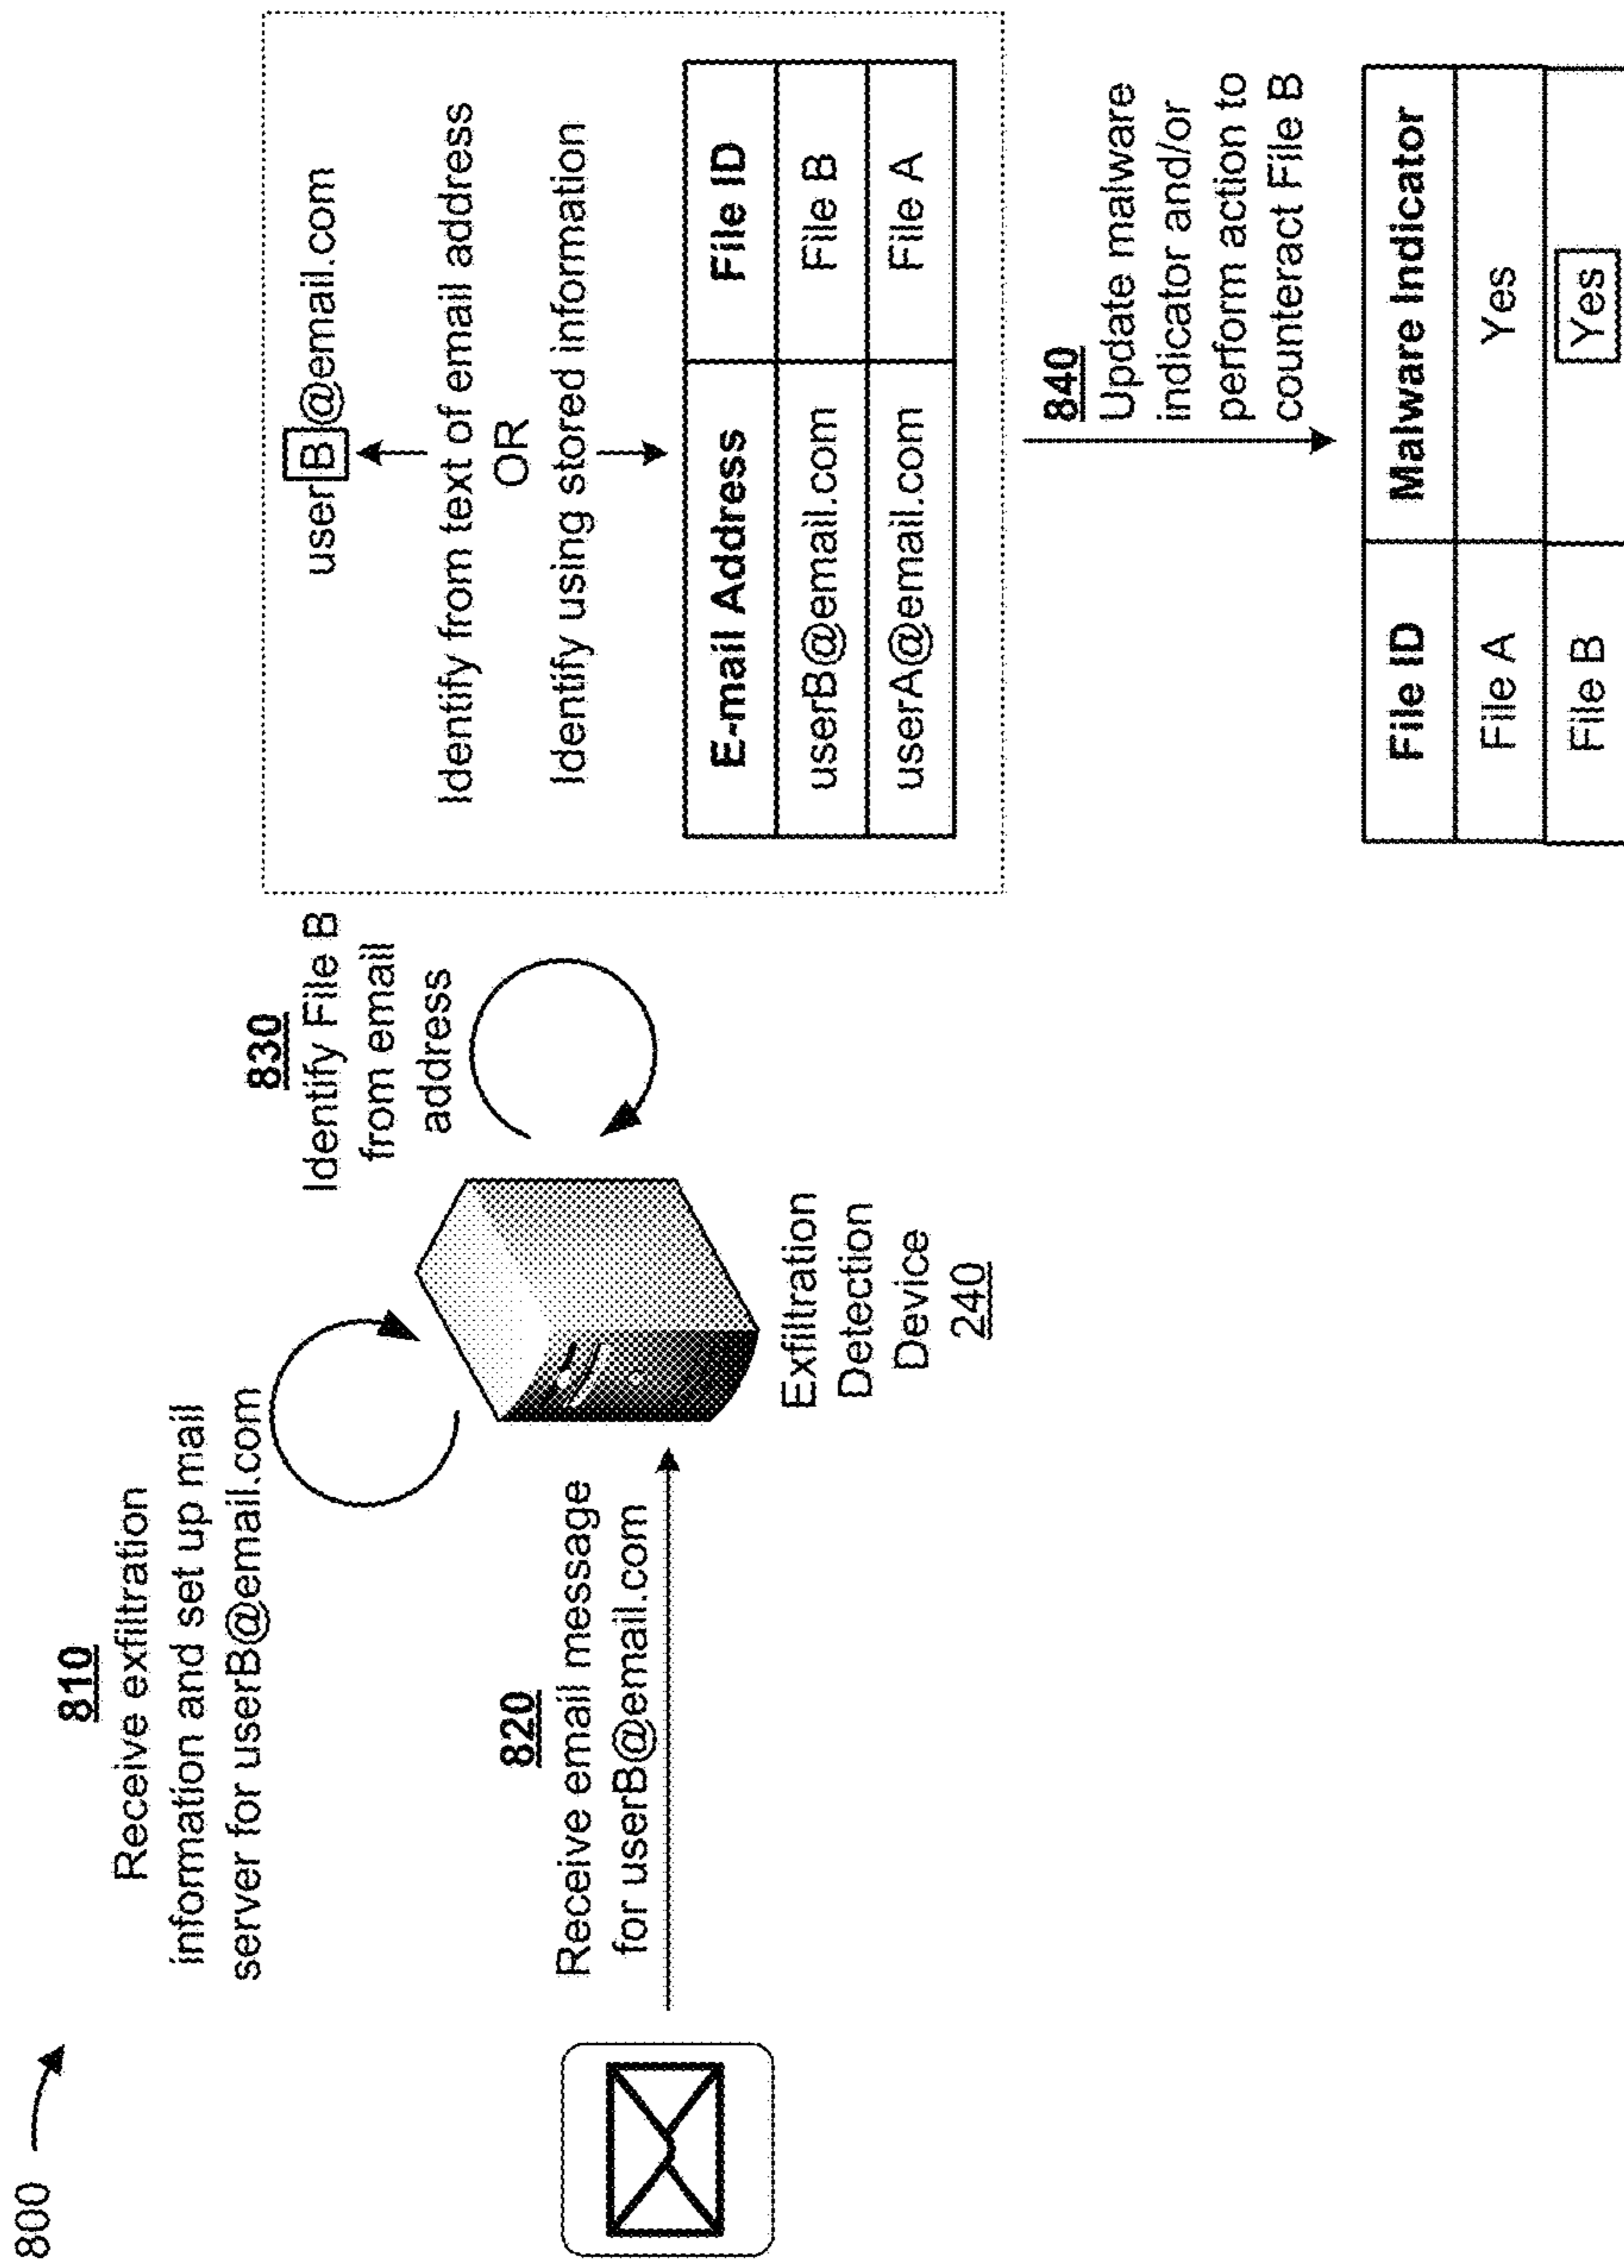 800
810
Receive exfiltration
information and set up mail
server for userB@email.com
820
Receive email message
for userB@email.com
Exfiltration
Detection
Device
240
830
Identify File B
from email
address
userB@email.com
Identify from text of email address
OR
Identify using stored information
E-mail Address File ID
userB@email.com File B
userA@email.com File A
840
Update malware
indicator and/or
perform action to
counteract File B
File ID Malware Indicator
File A Yes
File B Yes